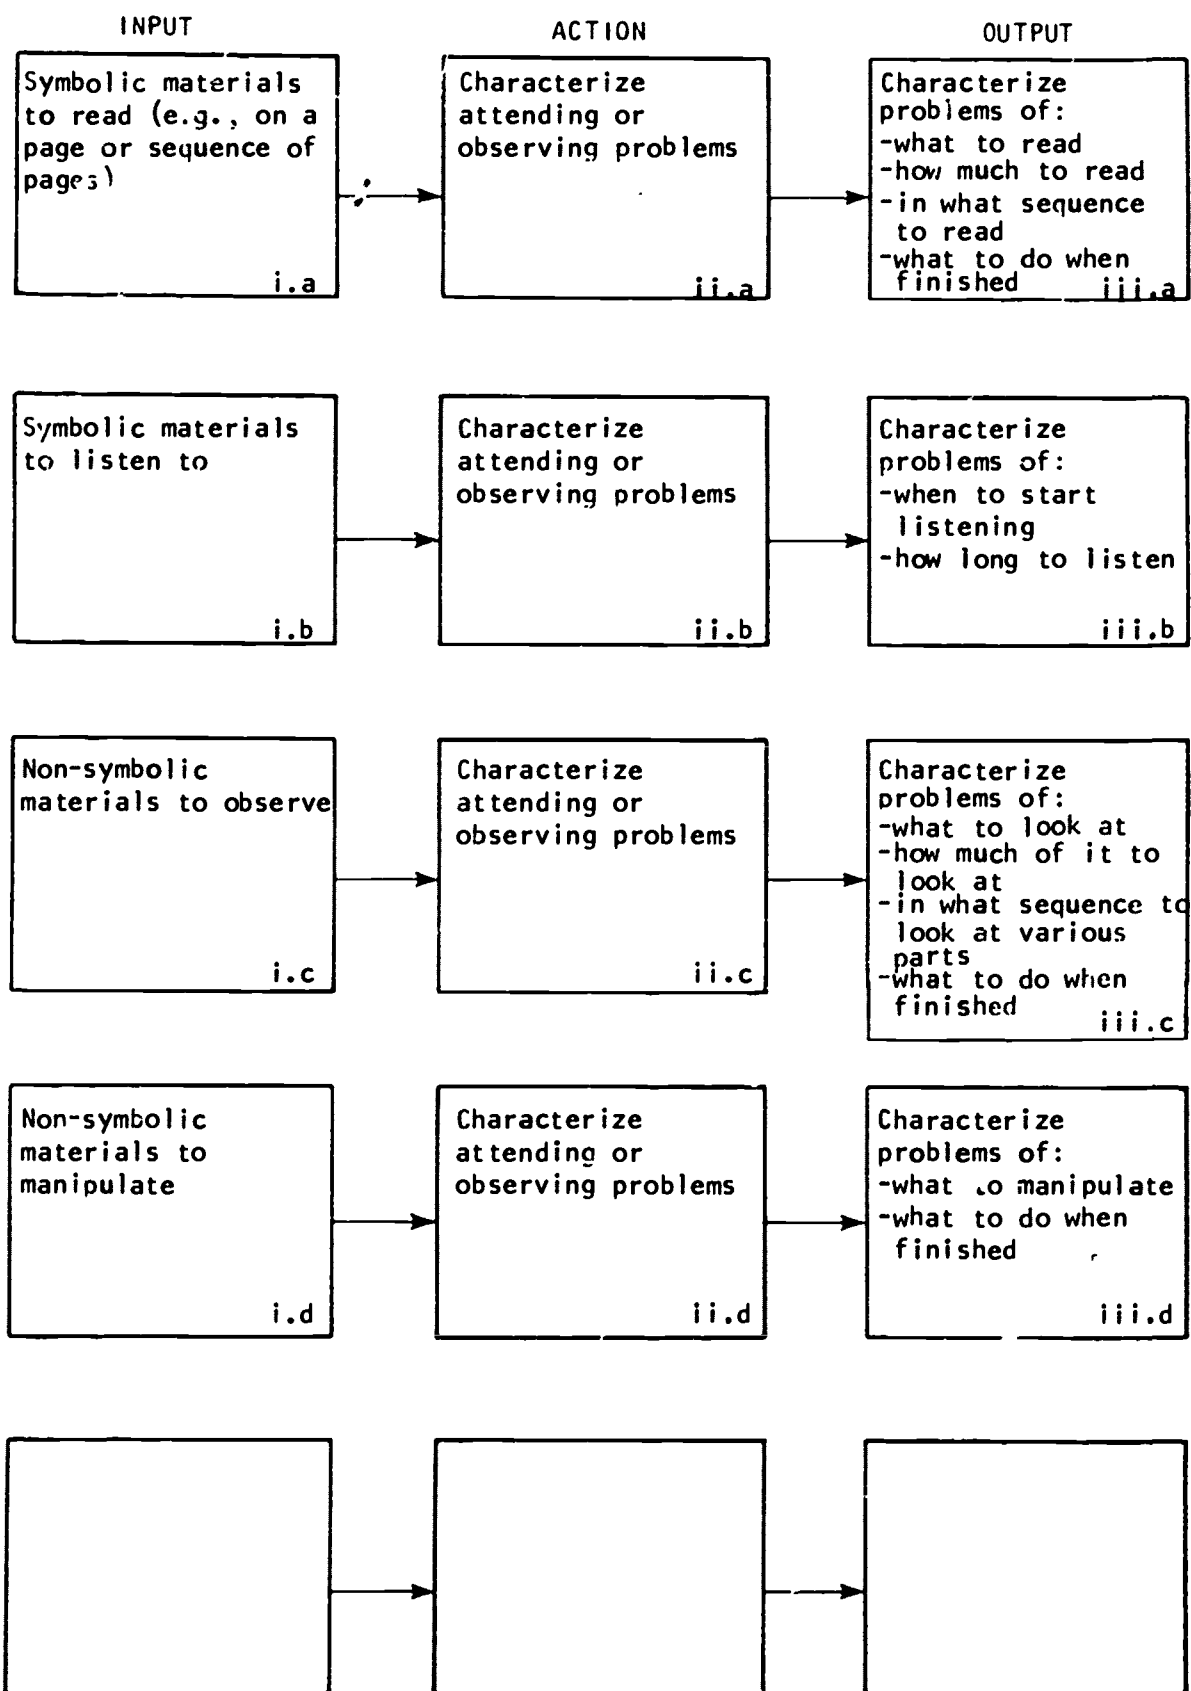 INPUT
ACTION
OUTPUT
Symbolic materials
to read (e.g., on a
page or sequence of
pages)
i.a
Characterize
attending or
observing problems
ii.a
Characterize
problems of:
-what to read
-how much to read
-in what sequence
to read
-what to do when
finished
iii.a
Symbolic materials
to listen to
i.b
Characterize
attending or
observing problems
ii.b
Characterize
problems of:
-when to start
listening
-how long to listen
iii.b
Non-symbolic
materials to observe
i.c
Characterize
attending or
observing problems
ii.c
Characterize
problems of:
-what to look at
-how much of it to
look at
-in what sequence to
look at various
parts
-what to do when
finished
iii.c
Non-symbolic
materials to
manipulate
i.d
Characterize
attending or
observing problems
ii.d
Characterize
problems of:
-what to manipulate
-what to do when
finished
iii.d